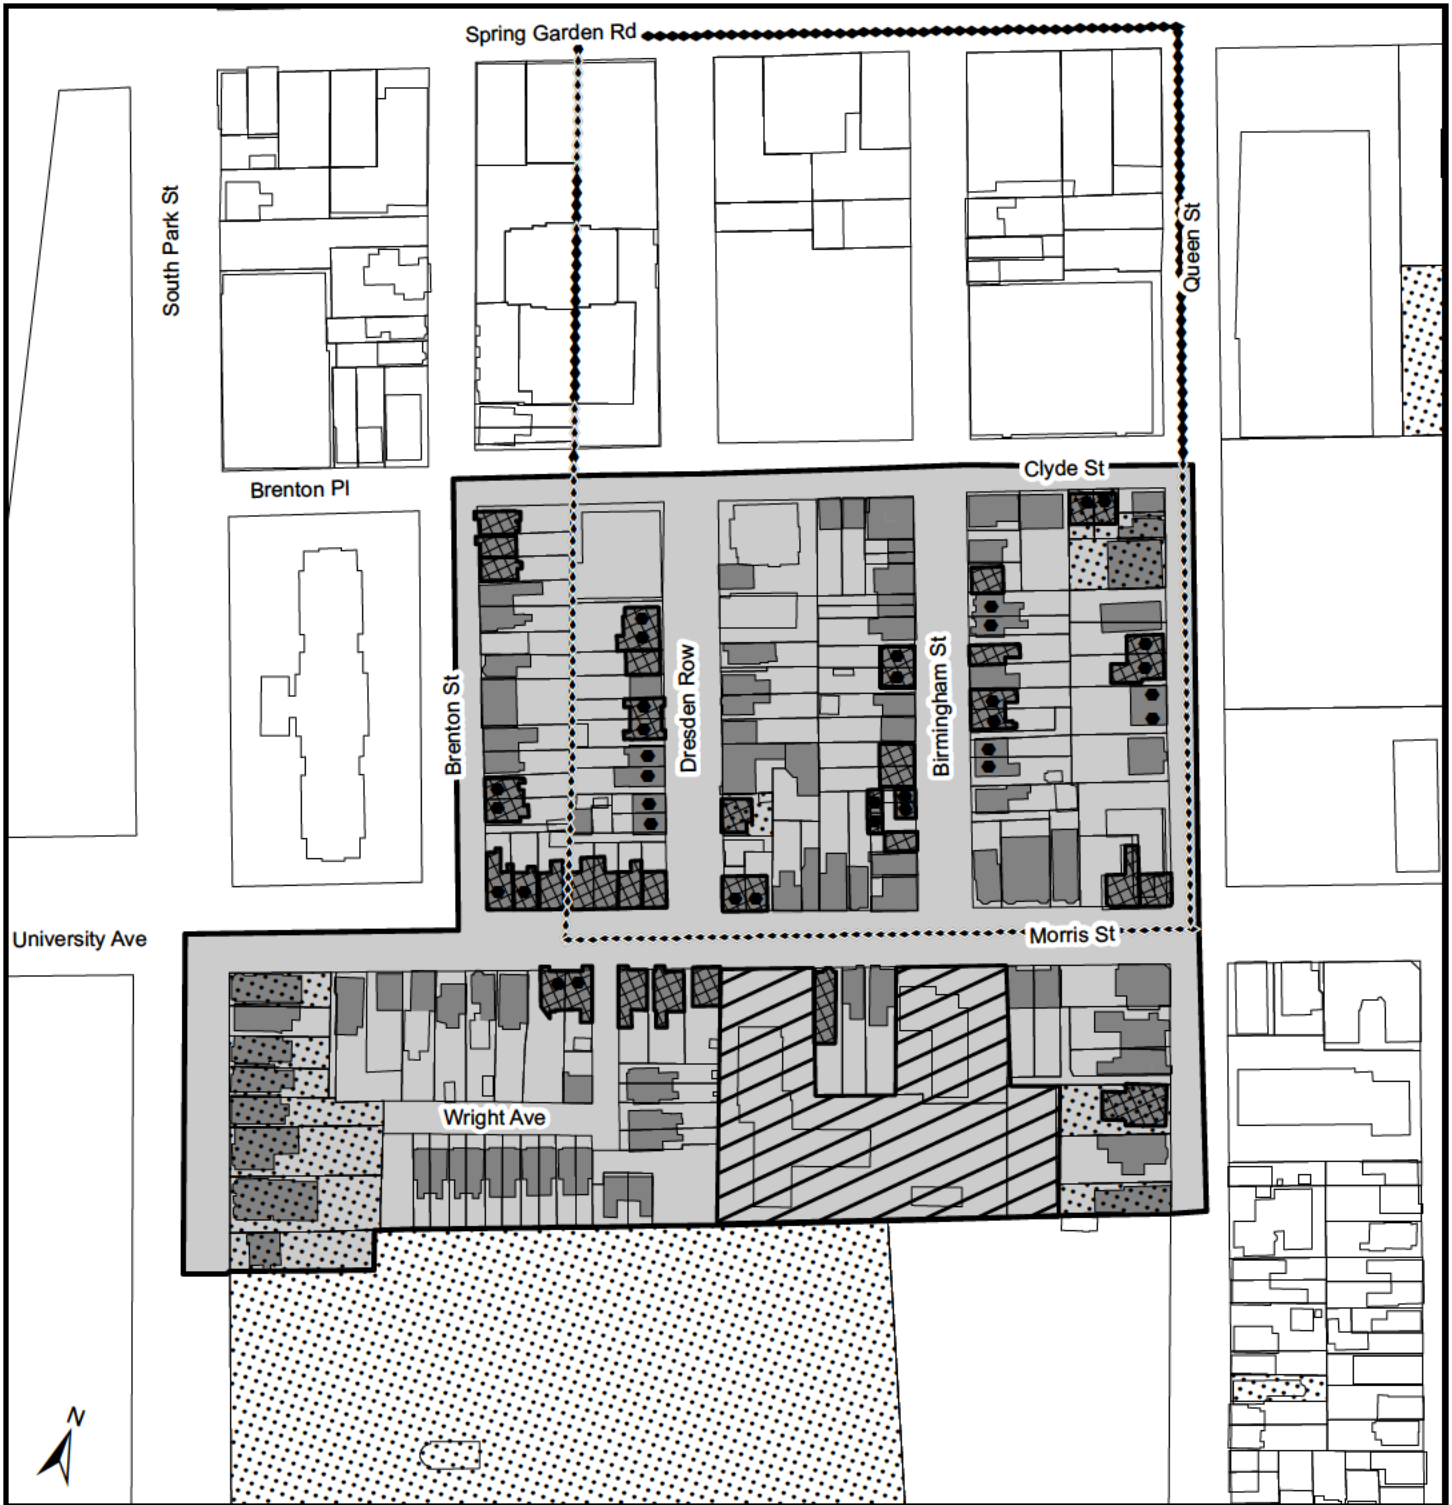 Spring Garden Rd
South Park St
Queen St
Clyde St
Brenton Pl
Brenton St
Dresden Row
Birmingham St
University Ave
Morris St
Wright Ave
N